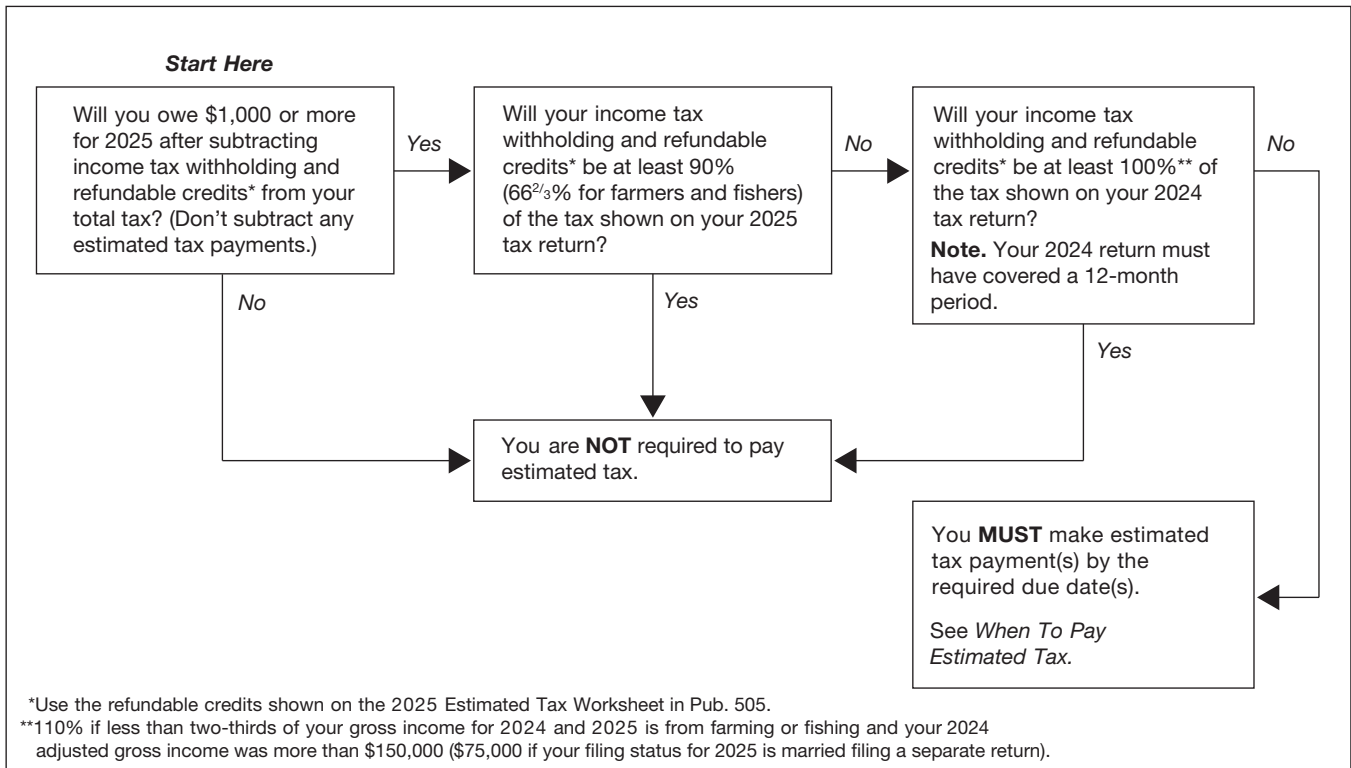 Start Here
Will you owe $1,000 or more
for 2025 after subtracting
income tax withholding and
refundable credits* from your
total tax? (Don't subtract any
estimated tax payments.)
Yes
No
Will your income tax
withholding and refundable
credits* be at least 90%
(66 2/3% for farmers and fishers)
of the tax shown on your 2025
tax return?
No
Yes
Will your income tax
withholding and refundable
credits* be at least 100%** of
the tax shown on your 2024
tax return?
Note. Your 2024 return must
have covered a 12-month
period.
No
Yes
You are NOT required to pay
estimated tax.
You MUST make estimated
tax payment(s) by the
required due date(s).
See When To Pay
Estimated Tax.
*Use the refundable credits shown on the 2025 Estimated Tax Worksheet in Pub. 505.
**110% if less than two-thirds of your gross income for 2024 and 2025 is from farming or fishing and your 2024
adjusted gross income was more than $150,000 ($75,000 if your filing status for 2025 is married filing a separate return).